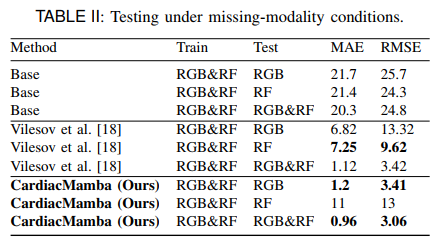 TABLE II: Testing under missing-modality conditions.
Method Train Test MAE RMSE
Base RGB&RF RGB 21.7 25.7
Base RGB&RF RF 21.4 24.3
Base RGB&RF RGB&RF 20.3 24.8
Vilesov et al. [18] RGB&RF RGB 6.82 13.32
Vilesov et al. [18] RGB&RF RF 7.25 9.62
Vilesov et al. [18] RGB&RF RGB&RF 1.12 3.42
CardiacMamba (Ours) RGB&RF RGB 1.2 3.41
CardiacMamba (Ours) RGB&RF RF 11 13
CardiacMamba (Ours) RGB&RF RGB&RF 0.96 3.06